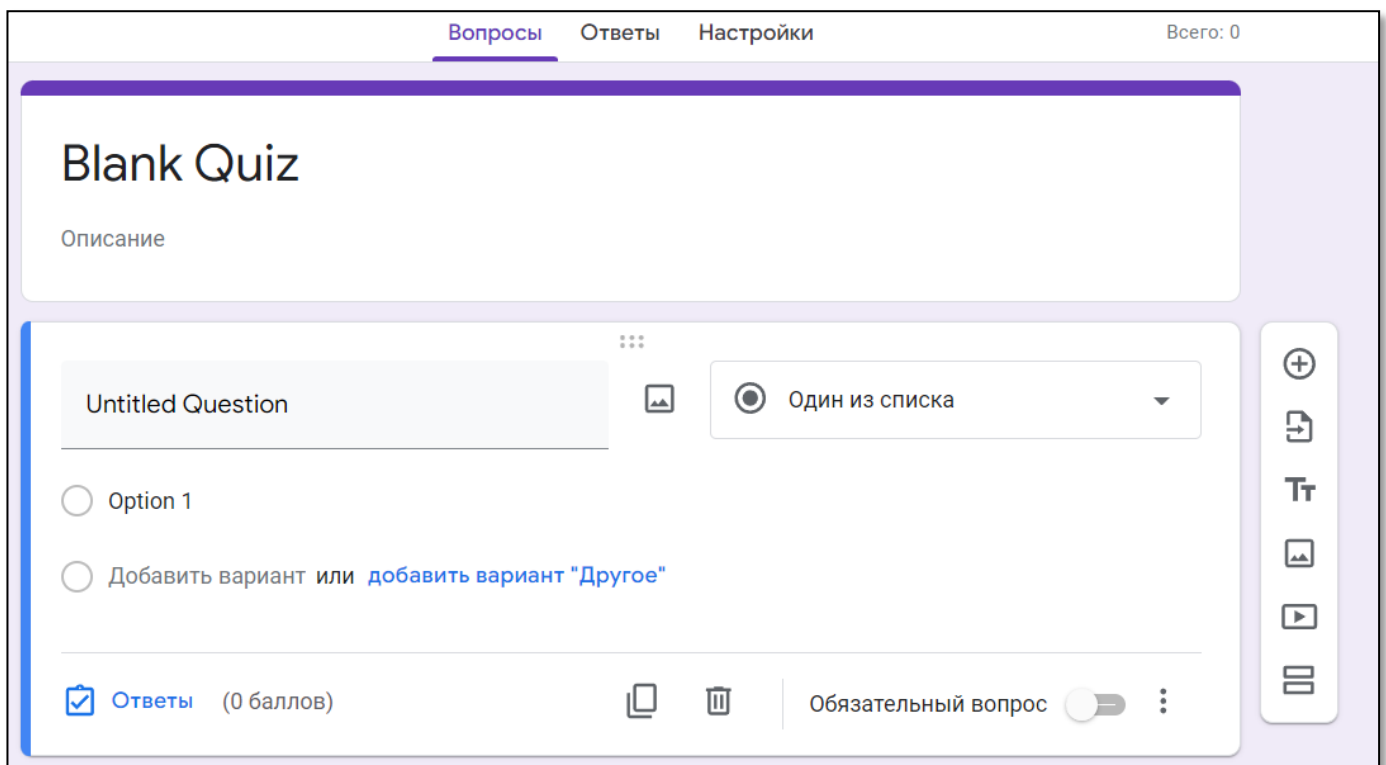 Вопросы Ответы Настройки Всего: 0
Blank Quiz
Описание
Untitled Question
Один из списка
Option 1
Добавить вариант или добавить вариант "Другое"
Ответы (0 баллов) Обязательный вопрос
Tт